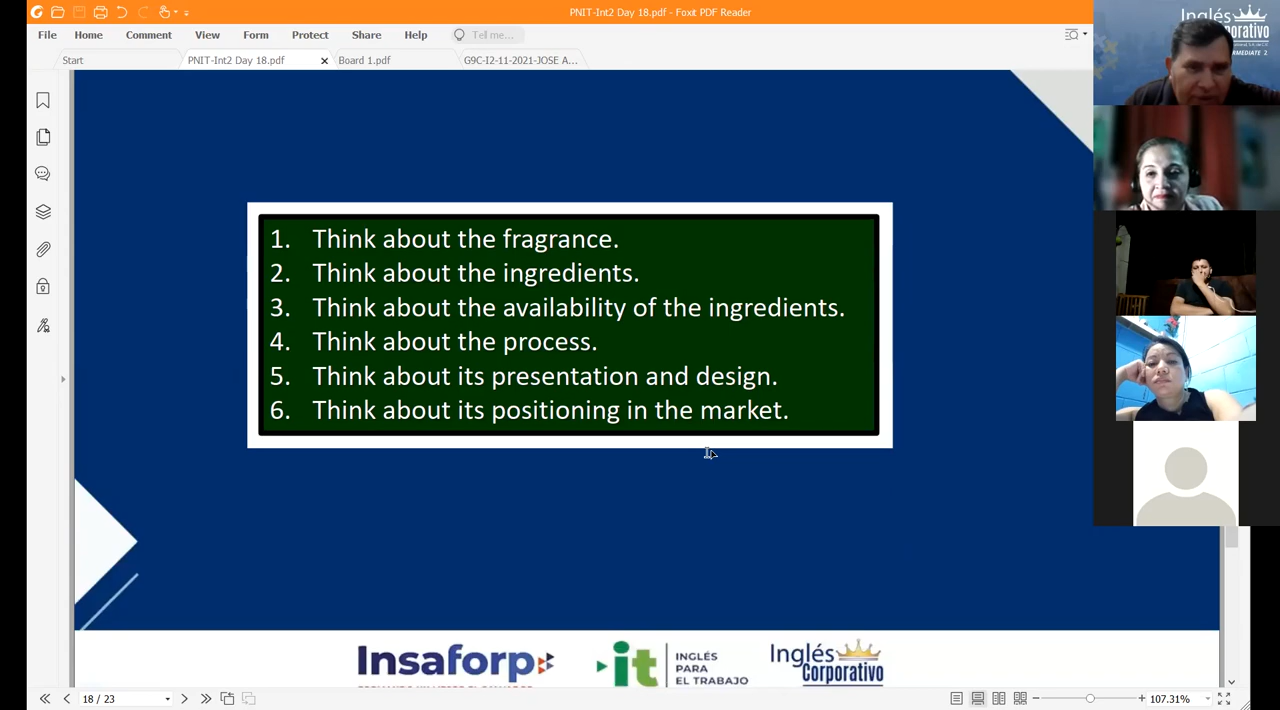 PNIT-Int2 Day 18.pdf - Foxit PDF Reader
File Home Comment View Form Protect Share Help Tell me...
Start PNIT-Int2 Day 18.pdf Board 1.pdf G9C-I2-11-2021-JOSE A...
Inglés
Corporativo
1. Think about the fragrance.
2. Think about the ingredients.
3. Think about the availability of the ingredients.
4. Think about the process.
5. Think about its presentation and design.
6. Think about its positioning in the market.
Insaforp
it
INGLÉS
PARA
EL TRABAJO
Inglés
Corporativo
18 / 23
107.31%